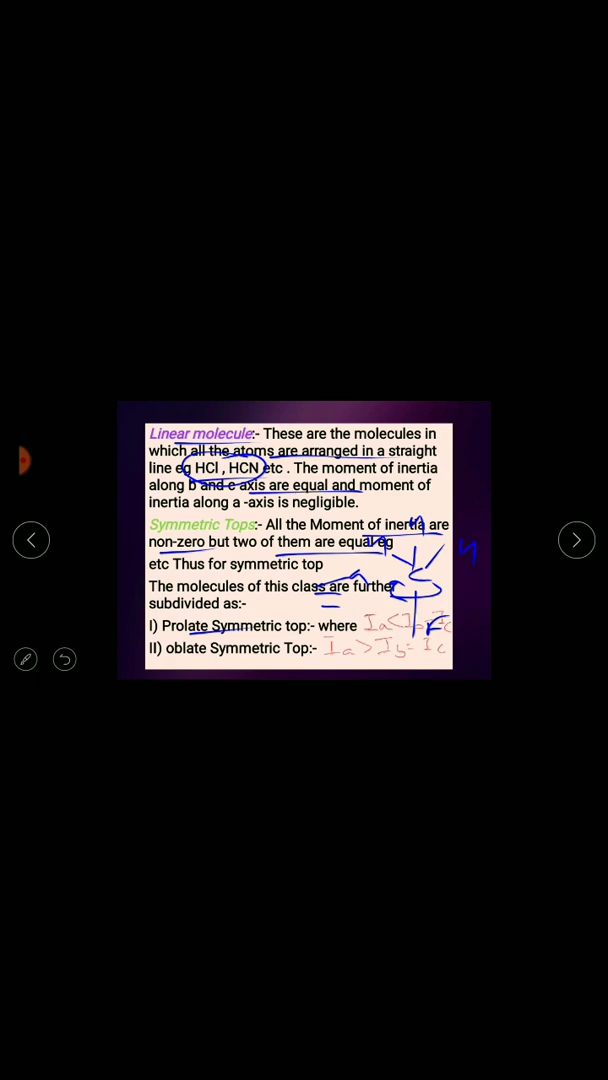 Linear molecule:- These are the molecules in
which all the atoms are arranged in a straight
line eg HCl , HCN etc . The moment of inertia
along b and c axis are equal and moment of
inertia along a -axis is negligible.
Symmetric Tops:- All the Moment of inertia are
non-zero but two of them are equal eg
etc Thus for symmetric top
The molecules of this class are further
subdivided as:-
I) Prolate Symmetric top:- where Ia<Ib=Ic
II) oblate Symmetric Top:- Ia>Ib=Ic
H
H
H
C
F